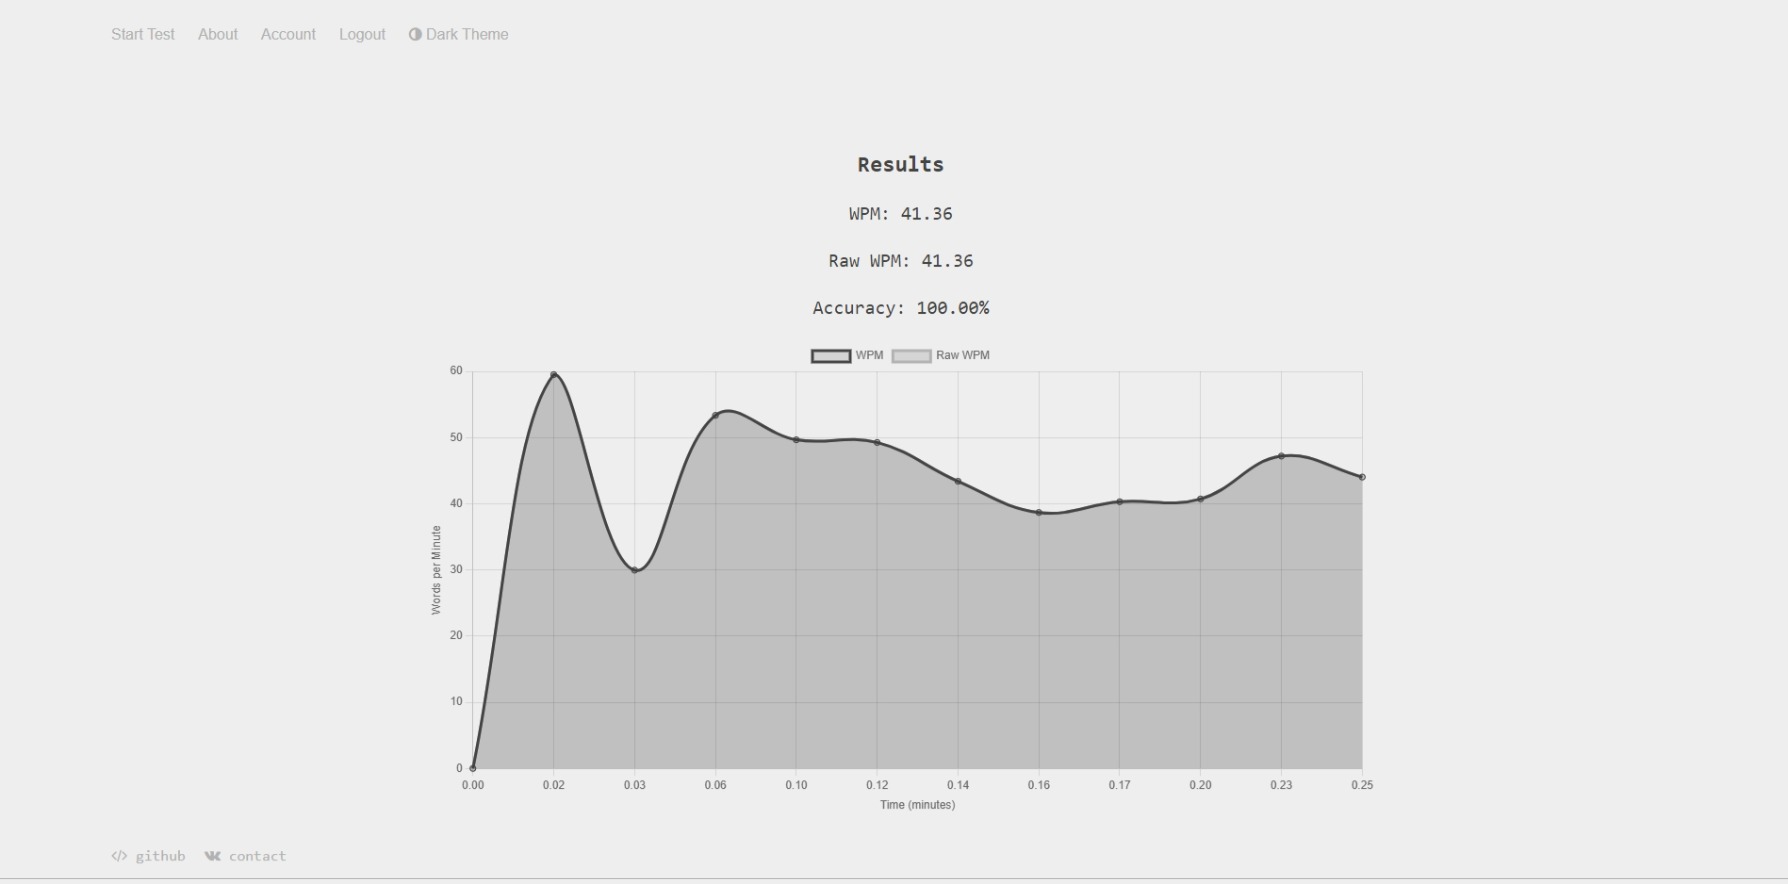 Start Test About Account Logout Dark Theme
Results
WPM: 41.36
Raw WPM: 41.36
Accuracy: 100.00%
WPM Raw WPM
60
50
40
30
20
10
0
Words per Minute
0.00 0.02 0.03 0.06 0.10 0.12 0.14 0.16 0.17 0.20 0.23 0.25
Time (minutes)
</> github contact